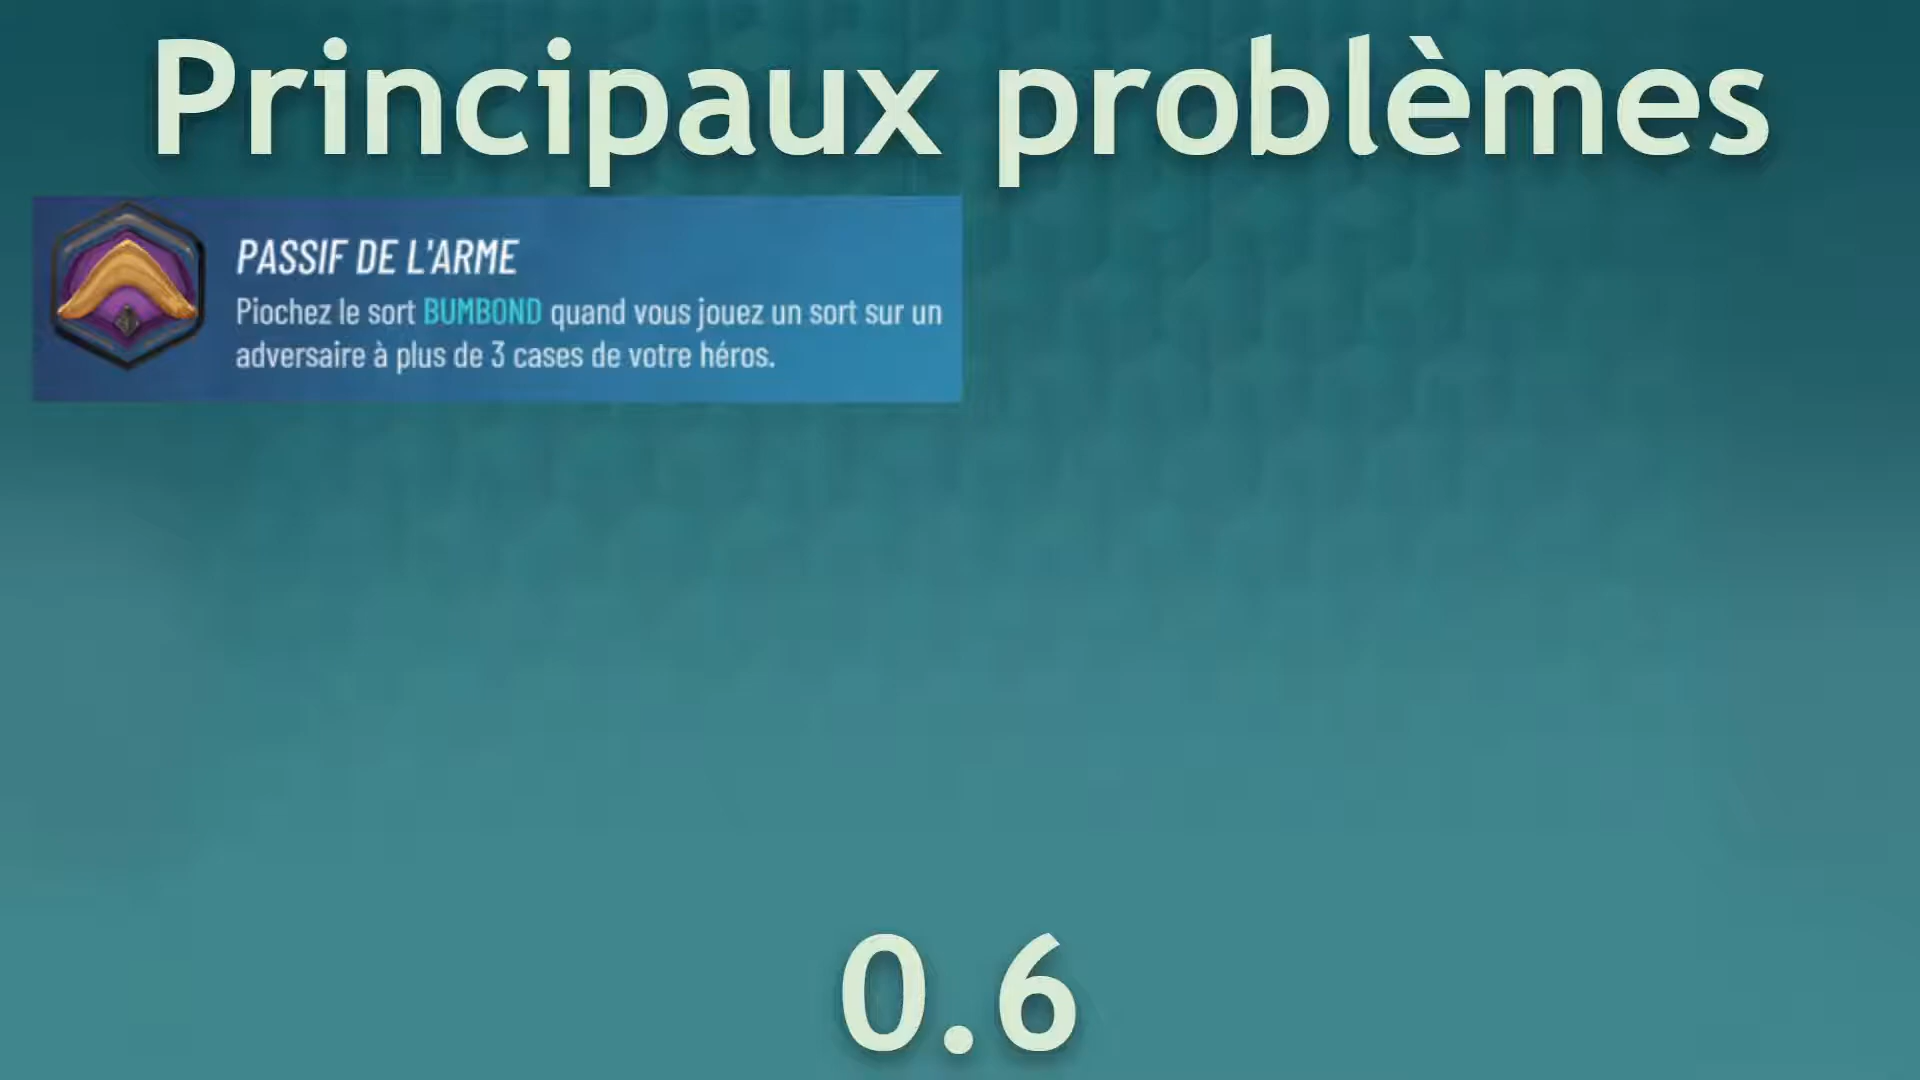 Principaux problèmes
PASSIF DE L'ARME
Piochez le sort BUMBOND quand vous jouez un sort sur un
adversaire à plus de 3 cases de votre héros.
0.6